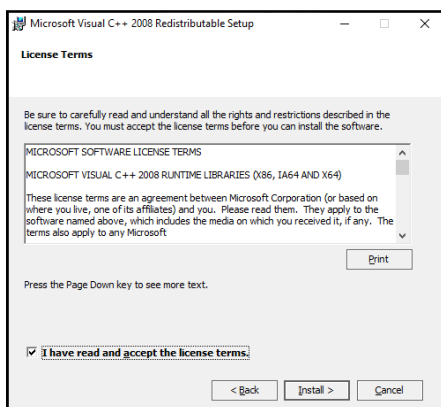 Microsoft Visual C++ 2008 Redistributable Setup
License Terms
Be sure to carefully read and understand all the rights and restrictions described in the
license terms. You must accept the license terms before you can install the software.
MICROSOFT SOFTWARE LICENSE TERMS
MICROSOFT VISUAL C++ 2008 RUNTIME LIBRARIES (X86, IA64 AND X64)
These license terms are an agreement between Microsoft Corporation (or based on
where you live, one of its affiliates) and you. Please read them. They apply to the
software named above, which includes the media on which you received it, if any. The
terms also apply to any Microsoft
Print
Press the Page Down key to see more text.
I have read and accept the license terms.
< Back Install > Cancel